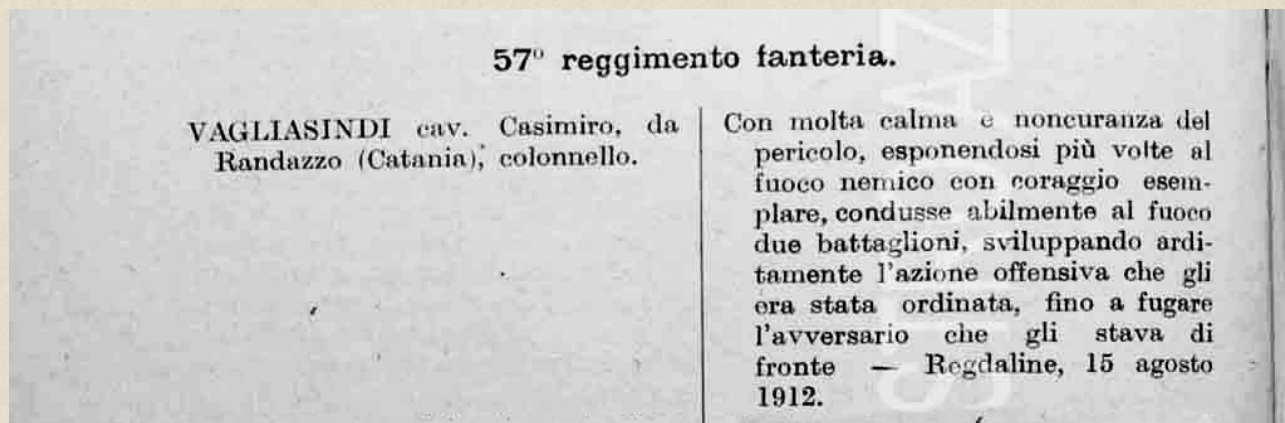 57º reggimento fanteria.
VAGLIASINDI cav. Casimiro, da
Randazzo (Catania), colonnello.
Con molta calma e noncuranza del
pericolo, esponendosi più volte al
fuoco nemico con coraggio esem-
plare, condusse abilmente al fuoco
due battaglioni, sviluppando ardi-
tamente l'azione offensiva che gli
era stata ordinata, fino a fugare
l'avversario che gli stava di
fronte — Regdaline, 15 agosto
1912.